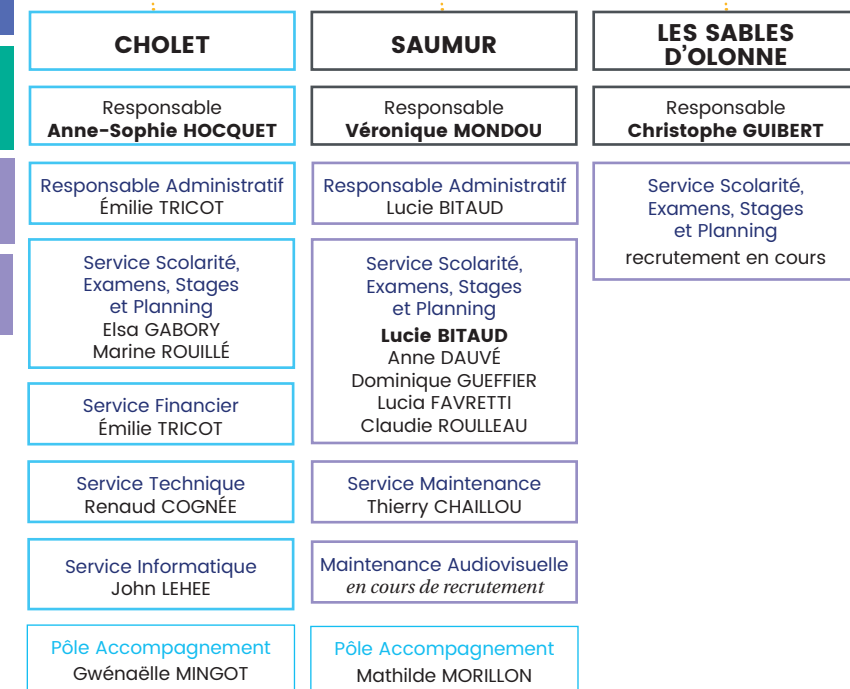 CHOLET
Responsable
Anne-Sophie HOCQUET
Responsable Administratif
Émilie TRICOT
Service Scolarité,
Examens, Stages
et Planning
Elsa GABORY
Marine ROUILLÉ
Service Financier
Émilie TRICOT
Service Technique
Renaud COGNÉE
Service Informatique
John LEHEE
Pôle Accompagnement
Gwénaëlle MINGOT
SAUMUR
Responsable
Véronique MONDOU
Responsable Administratif
Lucie BITAUD
Service Scolarité,
Examens, Stages
et Planning
Lucie BITAUD
Anne DAUVÉ
Dominique GUEFFIER
Lucia FAVRETTI
Claudie ROULLEAU
Service Maintenance
Thierry CHAILLOU
Maintenance Audiovisuelle
en cours de recrutement
Pôle Accompagnement
Mathilde MORILLON
LES SABLES
D'OLONNE
Responsable
Christophe GUIBERT
Service Scolarité,
Examens, Stages
et Planning
recrutement en cours